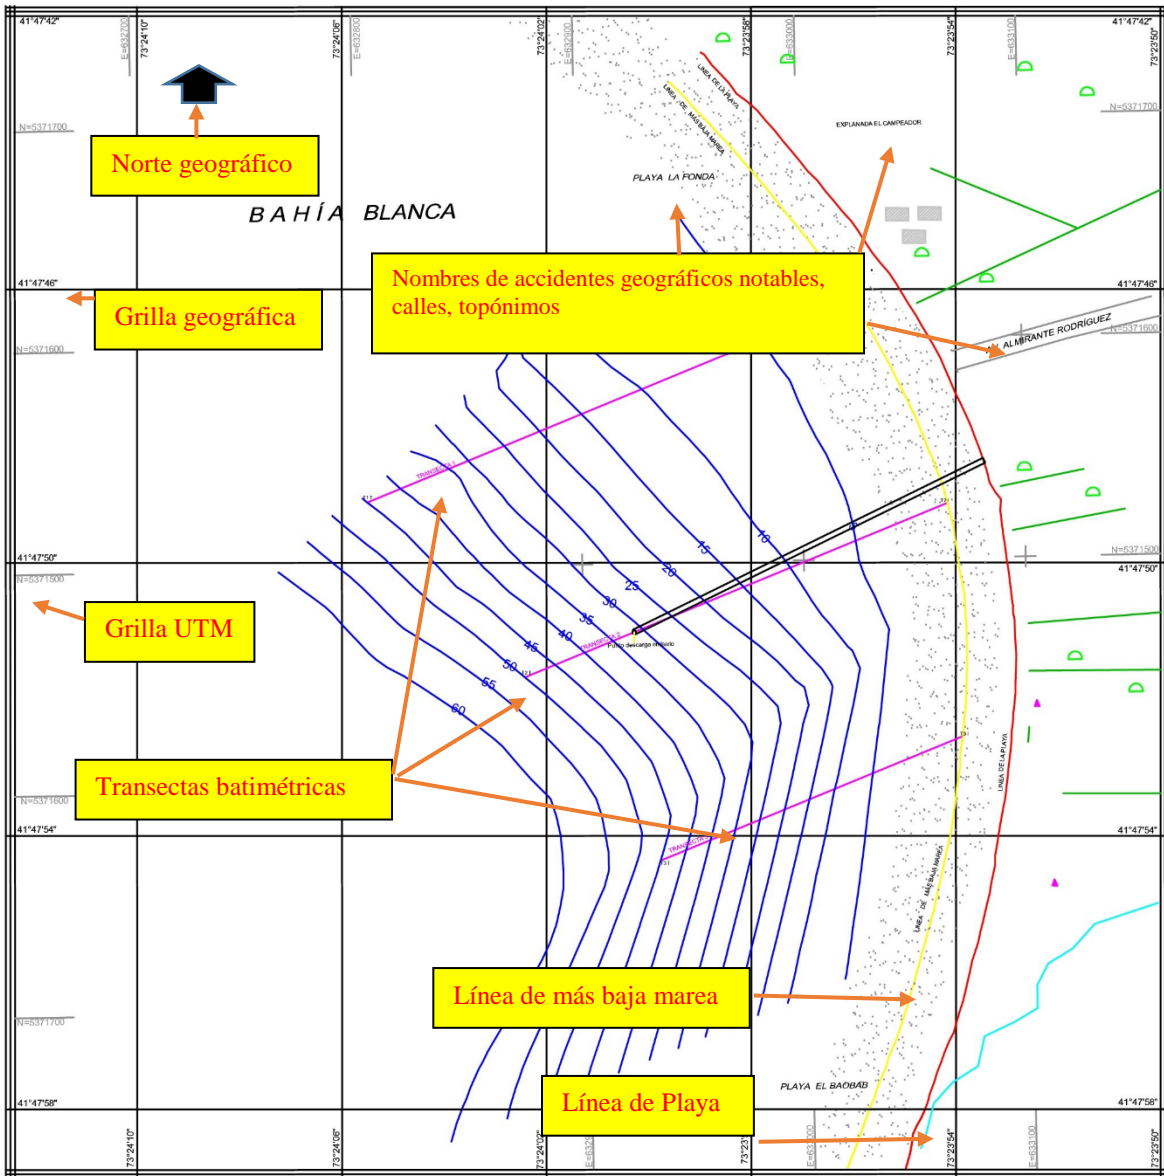 41°47'42"
E=632700
73°24'10"
73°24'06"
E=632800
73°24'02"
E=632900
73°23'58"
E=633000
73°23'54"
E=633100
41°47'42"
73°23'50"
N=5371700
N=5371700
LINEA DE LA PLAYA
LINEA DE MÁS BAJA MAREA
EXPLANADA EL CAMPEADOR
Norte geográfico
PLAYA LA FONDA
BAHÍA BLANCA
Nombres de accidentes geográficos notables,
calles, topónimos
41°47'46"
41°47'46"
Grilla geográfica
N=5371600
N=5371600
ALMIRANTE RODRÍGUEZ
TRANSECTA 1
10
15
20
25
30
35
40
45
50
55
60
41°47'50"
41°47'50"
N=5371500
N=5371500
Grilla UTM
TRANSECTA 2
Punto descarga emisario
Transectas batimétricas
LINEA DE LA PLAYA
N=5371600
41°47'54"
41°47'54"
TRANSECTA
LINEA DE MÁS BAJA MAREA
Línea de más baja marea
N=5371700
PLAYA EL BAOBAB
Línea de Playa
41°47'58"
41°47'58"
73°24'10"
73°24'06"
73°24'02"
73°23'54"
E=633100
73°23'50"